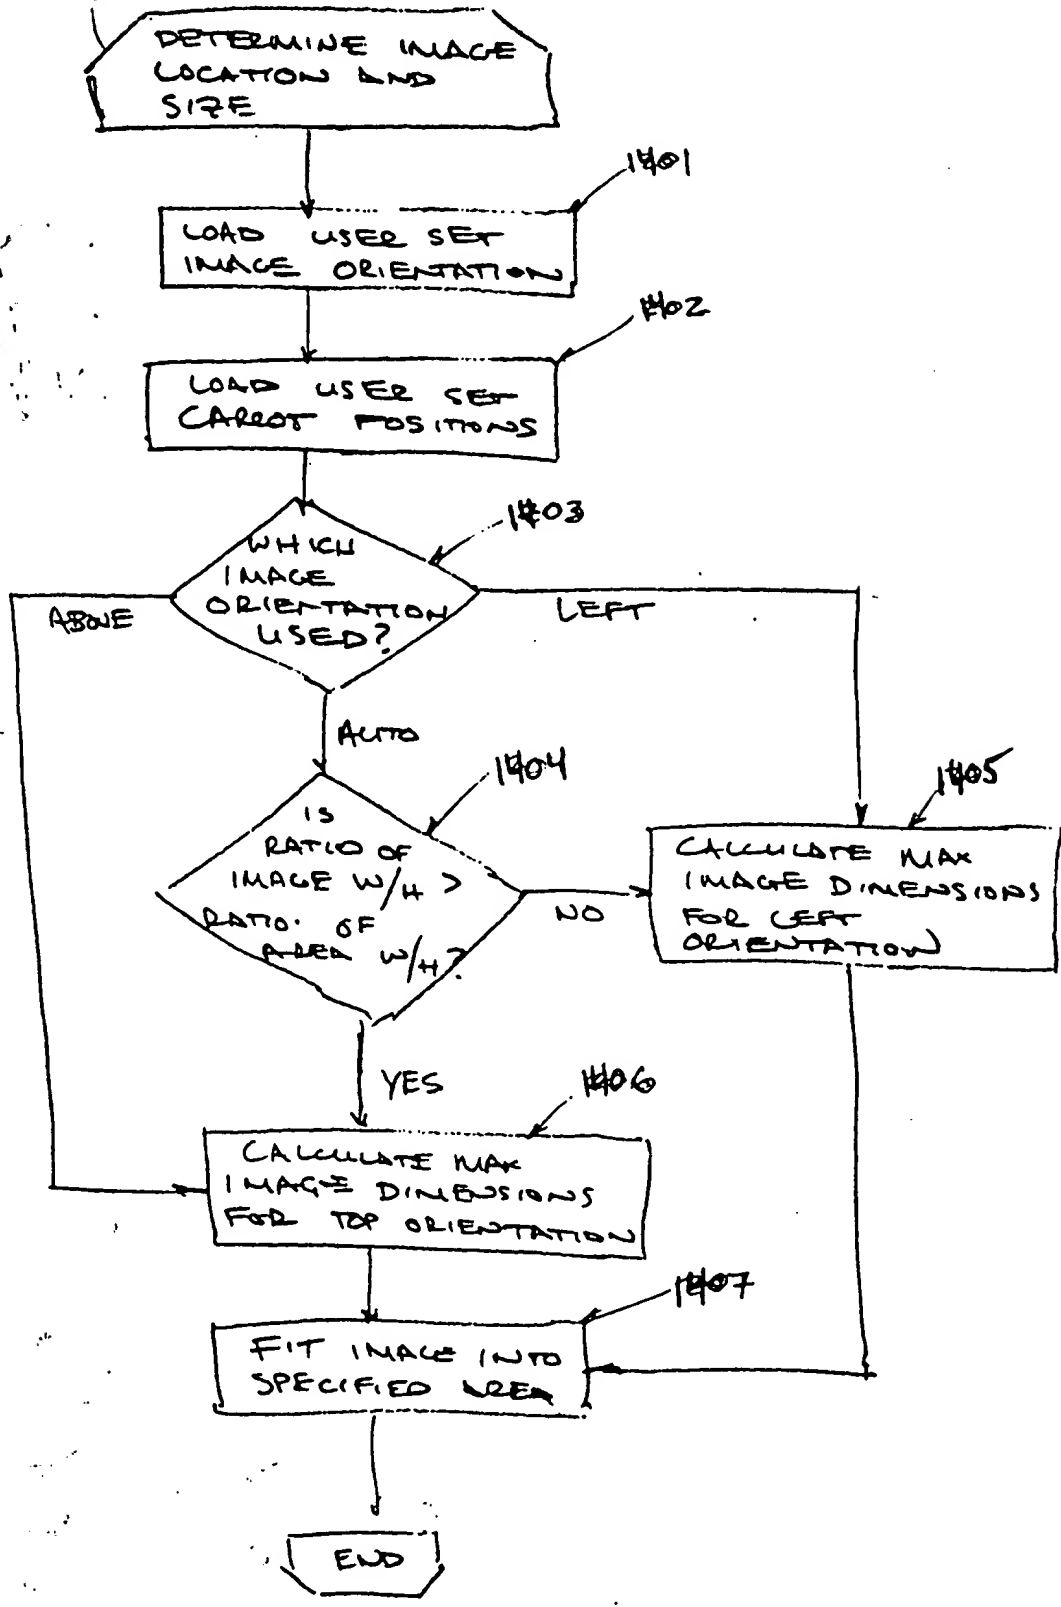 DETERMINE IMAGE
LOCATION AND
SIZE
1401
LOAD USER SET
IMAGE ORIENTATION
1402
LOAD USER SET
CARROT POSITIONS
1403
WHICH
IMAGE
ORIENTATION
USED?
ABOVE
LEFT
AUTO
1404
IS
RATIO OF
IMAGE W/H >
RATIO OF
AREA W/H?
NO
1405
CALCULATE MAX
IMAGE DIMENSIONS
FOR LEFT
ORIENTATION
YES
1406
CALCULATE MAX
IMAGE DIMENSIONS
FOR TOP ORIENTATION
1407
FIT IMAGE INTO
SPECIFIED AREA
END